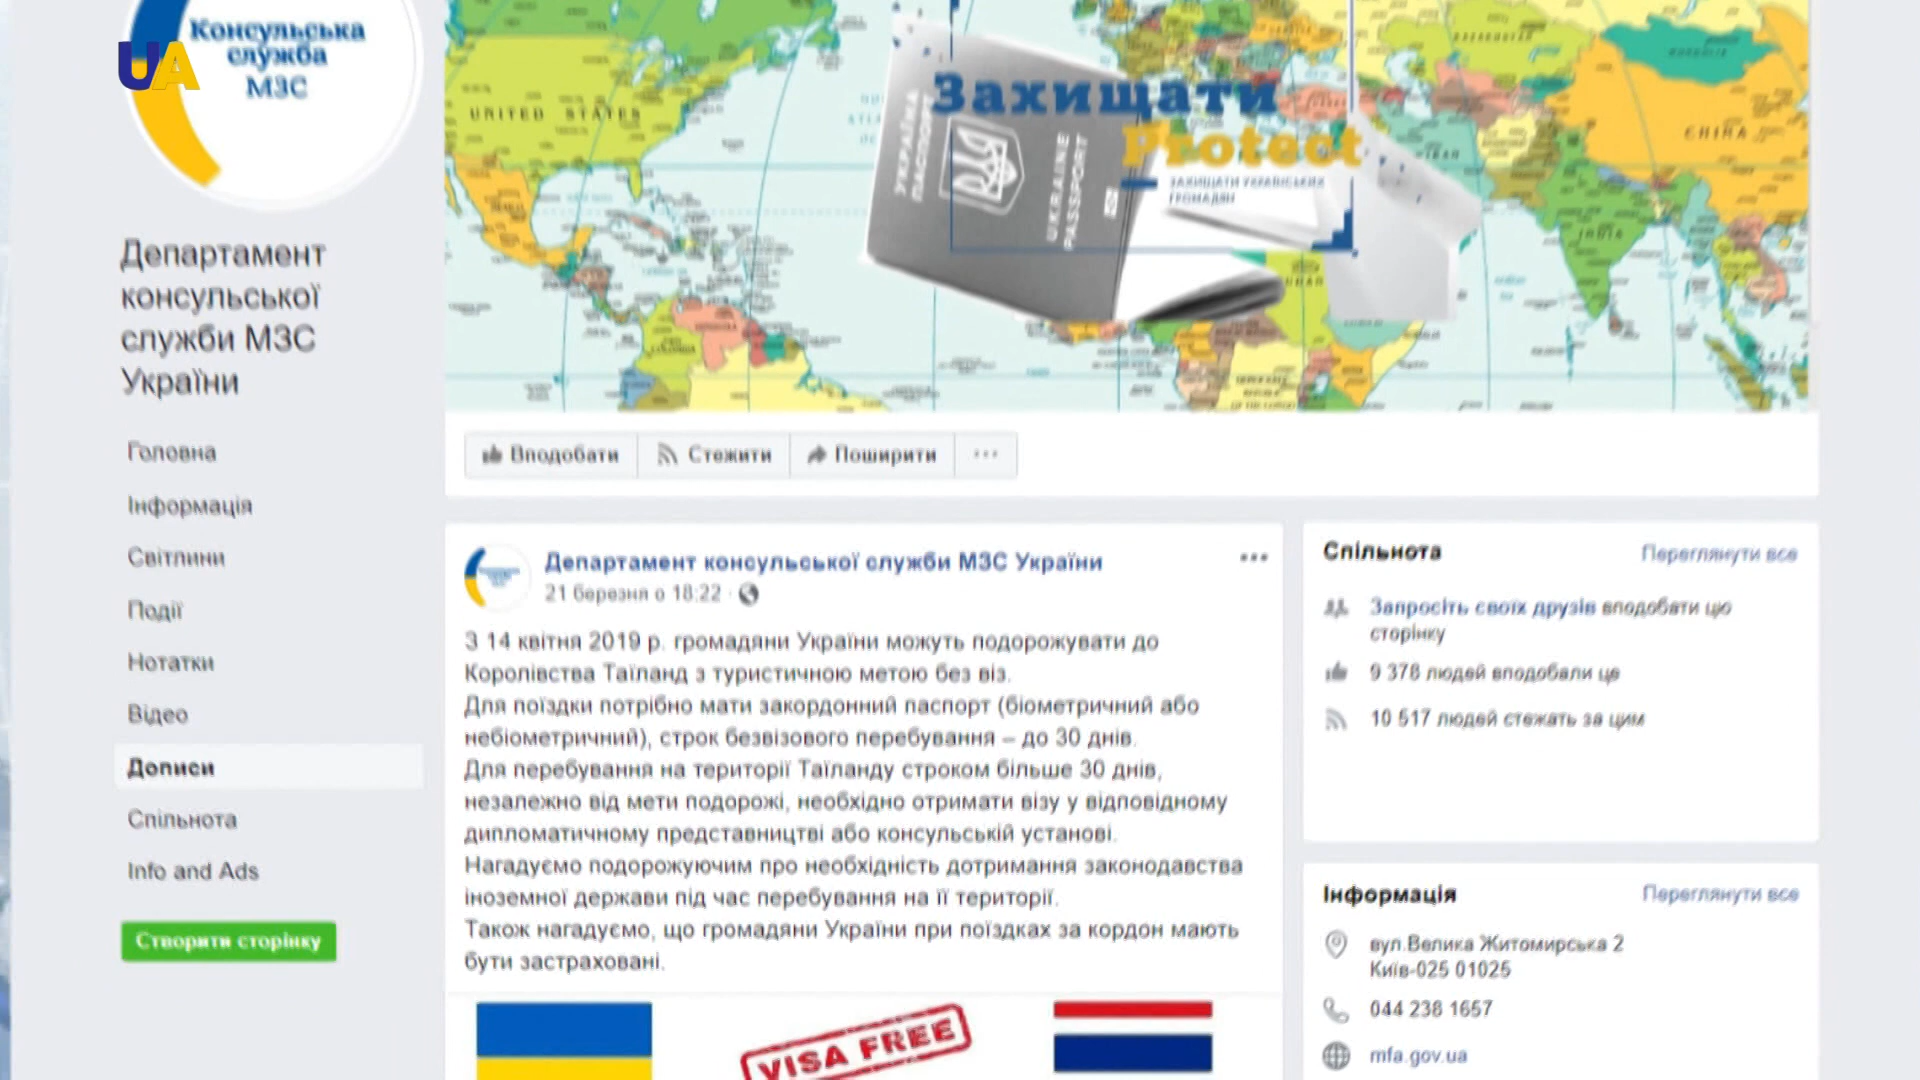 Консульська
служба
МЗС
UA
UNITED STATES
Захищати
Protect
ЗАХИЩАТИ УКРАЇНСЬКИХ
ГРОМАДЯН
УКРАЇНА
ПАСПОРТ
UKRAINE
PASSPORT
CHINA
INDIA
Департамент
консульської
служби МЗС
України
Головна
Інформація
Світлини
Події
Нотатки
Відео
Дописи
Спільнота
Info and Ads
Створити сторінку
Вподобати
Стежити
Поширити
Департамент консульської служби МЗС України
21 березня о 18:22 ·
З 14 квітня 2019 р. громадяни України можуть подорожувати до
Королівства Таїланд з туристичною метою без віз.
Для поїздки потрібно мати закордонний паспорт (біометричний або
небіометричний), строк безвізового перебування – до 30 днів.
Для перебування на території Таїланду строком більше 30 днів,
незалежно від мети подорожі, необхідно отримати візу у відповідному
дипломатичному представництві або консульській установі.
Нагадуємо подорожуючим про необхідність дотримання законодавства
іноземної держави під час перебування на її території.
Також нагадуємо, що громадяни України при поїздках за кордон мають
бути застраховані.
VISA FREE
Спільнота
Переглянути все
Запросіть своїх друзів вподобати цю
сторінку
9 378 людей вподобали це
10 517 людей стежать за цим
Інформація
Переглянути все
вул.Велика Житомирська 2
Київ-025 01025
044 238 1657
mfa.gov.ua